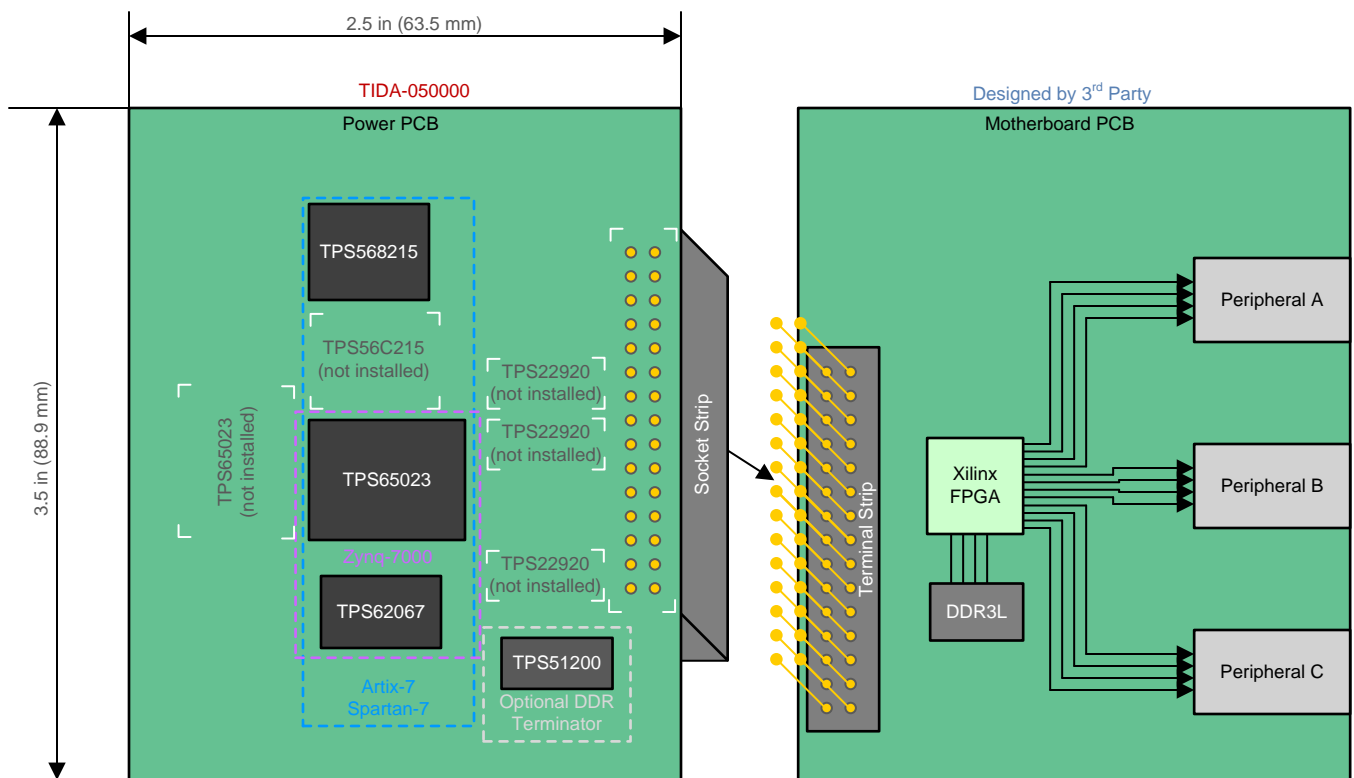 2.5 in (63.5 mm)
3.5 in (88.9 mm)
TIDA-050000
Power PCB
TPS568215
TPS56C215
(not installed)
TPS65023
(not installed)
TPS22920
(not installed)
TPS22920
(not installed)
TPS65023
Zynq-7000
TPS22920
(not installed)
TPS62067
TPS51200
Optional DDR
Terminator
Artix-7
Spartan-7
Socket Strip
Designed by 3rd Party
Motherboard PCB
Terminal Strip
Xilinx
FPGA
DDR3L
Peripheral A
Peripheral B
Peripheral C